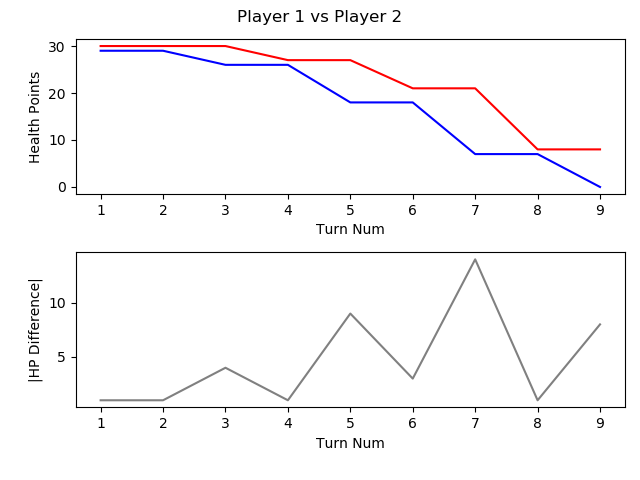 Player 1 vs Player 2
30
20
10
0
Health Points
1 2 3 4 5 6 7 8 9
Turn Num
10
5
|HP Difference|
1 2 3 4 5 6 7 8 9
Turn Num